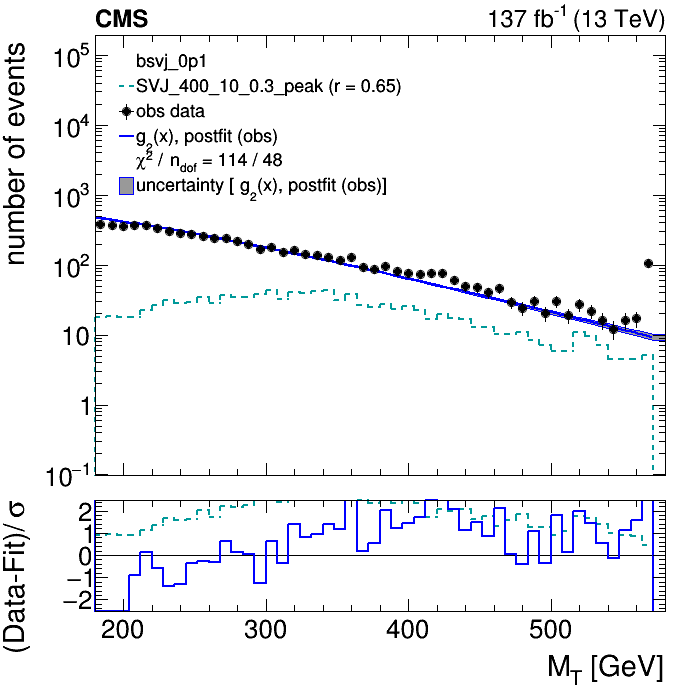 CMS 137 fb⁻¹ (13 TeV)
bsvj_0p1
SVJ_400_10_0.3_peak (r = 0.65)
obs data
g₂(x), postfit (obs)
χ² / n_dof = 114 / 48
uncertainty [ g₂(x), postfit (obs)]
number of events
10⁵
10⁴
10³
10²
10
1
10⁻¹
(Data-Fit)/σ
2
1
0
−1
−2
200 300 400 500
M_T [GeV]